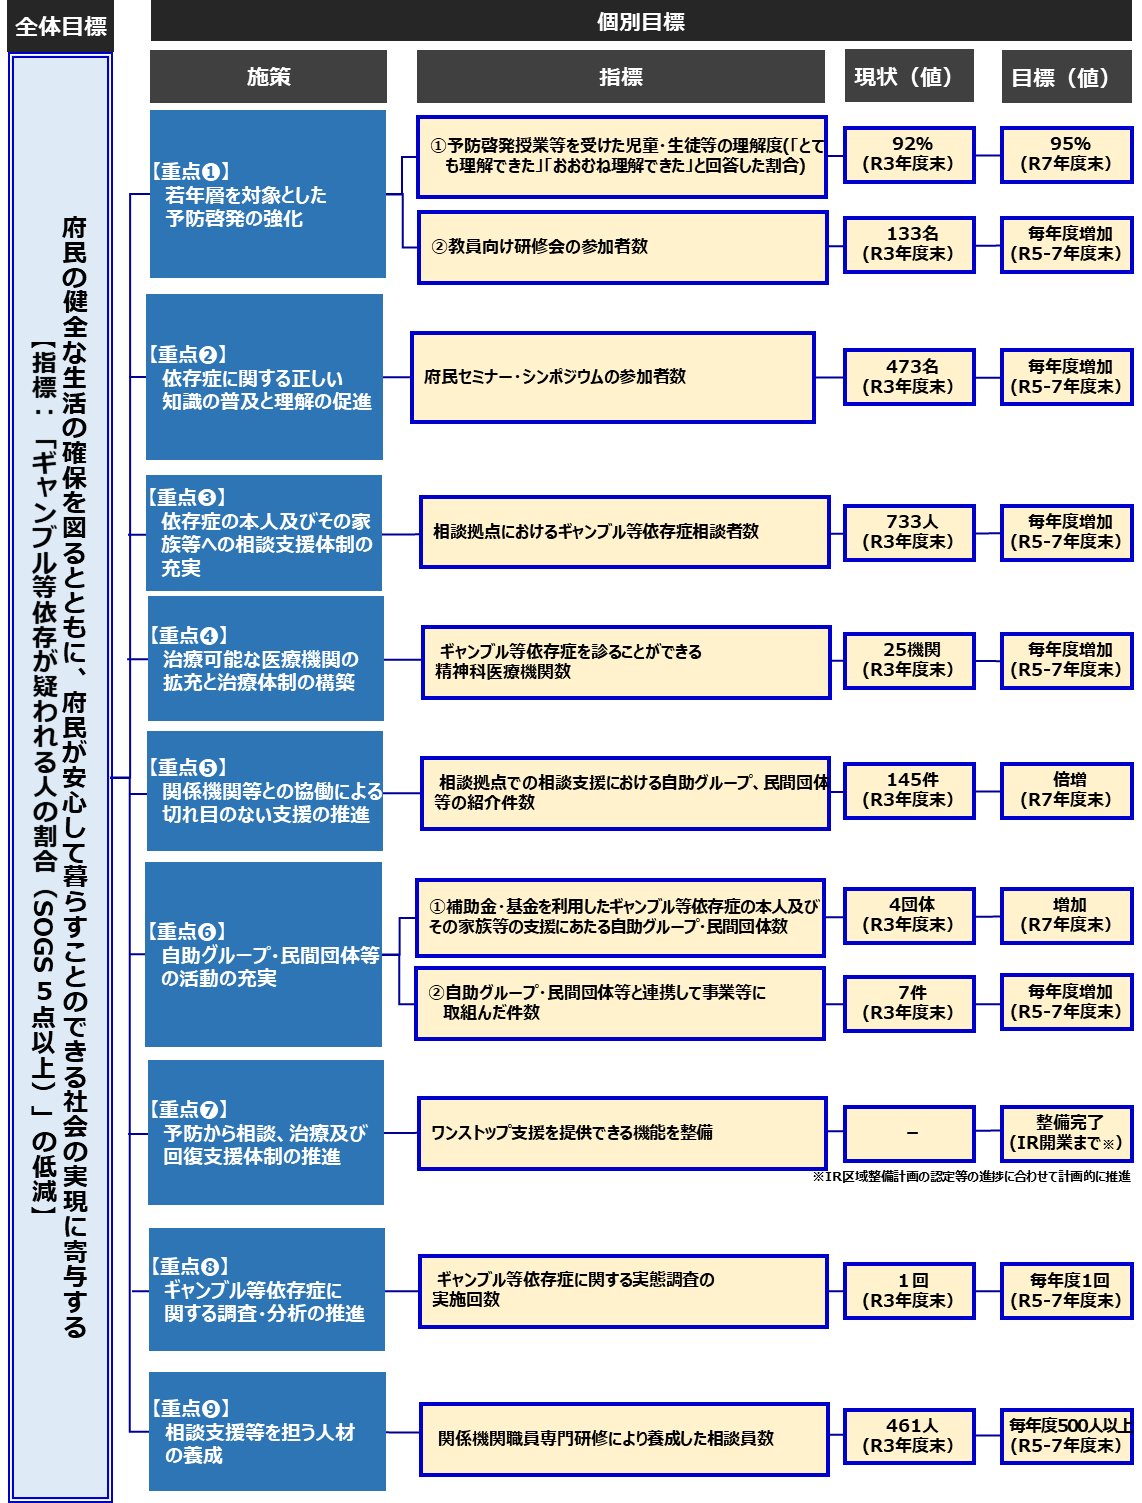 全体目標
個別目標
施策
指標
現状（値）
目標（値）
府民の健全な生活の確保を図るとともに、府民が安心して暮らすことのできる社会の実現に寄与する
【指標：「ギャンブル等依存が疑われる人の割合（SOGS５点以上）」の低減】
【重点❶】
若年層を対象とした
予防啓発の強化
①予防啓発授業等を受けた児童・生徒等の理解度(「とて
も理解できた」「おおむね理解できた」と回答した割合)
92%
(R3年度末）
95%
(R7年度末）
②教員向け研修会の参加者数
133名
(R3年度末）
毎年度増加
(R5-7年度末）
【重点❷】
依存症に関する正しい
知識の普及と理解の促進
府民セミナー・シンポジウムの参加者数
473名
(R3年度末）
毎年度増加
(R5-7年度末）
【重点❸】
依存症の本人及びその家
族等への相談支援体制の
充実
相談拠点におけるギャンブル等依存症相談者数
733人
(R3年度末）
毎年度増加
(R5-7年度末）
【重点❹】
治療可能な医療機関の
拡充と治療体制の構築
ギャンブル等依存症を診ることができる
精神科医療機関数
25機関
(R3年度末）
毎年度増加
(R5-7年度末）
【重点❺】
関係機関等との協働による
切れ目のない支援の推進
相談拠点での相談支援における自助グループ、民間団体
等の紹介件数
145件
(R3年度末）
倍増
(R7年度末）
【重点❻】
自助グループ・民間団体等
の活動の充実
①補助金・基金を利用したギャンブル等依存症の本人及び
その家族等の支援にあたる自助グループ・民間団体数
4団体
(R3年度末）
増加
(R7年度末）
②自助グループ・民間団体等と連携して事業等に
取組んだ件数
7件
(R3年度末）
毎年度増加
(R5-7年度末）
【重点❼】
予防から相談、治療及び
回復支援体制の推進
ワンストップ支援を提供できる機能を整備
－
整備完了
(IR開業まで※）
※IR区域整備計画の認定等の進捗に合わせて計画的に推進
【重点❽】
ギャンブル等依存症に
関する調査・分析の推進
ギャンブル等依存症に関する実態調査の
実施回数
１回
(R3年度末）
毎年度1回
(R5-7年度末）
【重点❾】
相談支援等を担う人材
の養成
関係機関職員専門研修により養成した相談員数
461人
(R3年度末）
毎年度500人以上
(R5-7年度末）